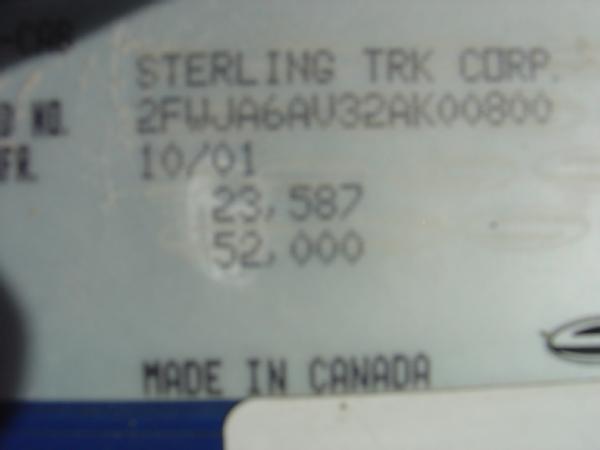 STERLING TRK CORP.
D NO. 2FWJA6AV32AK00800
FR. 10/01
23,587
52,000
MADE IN CANADA